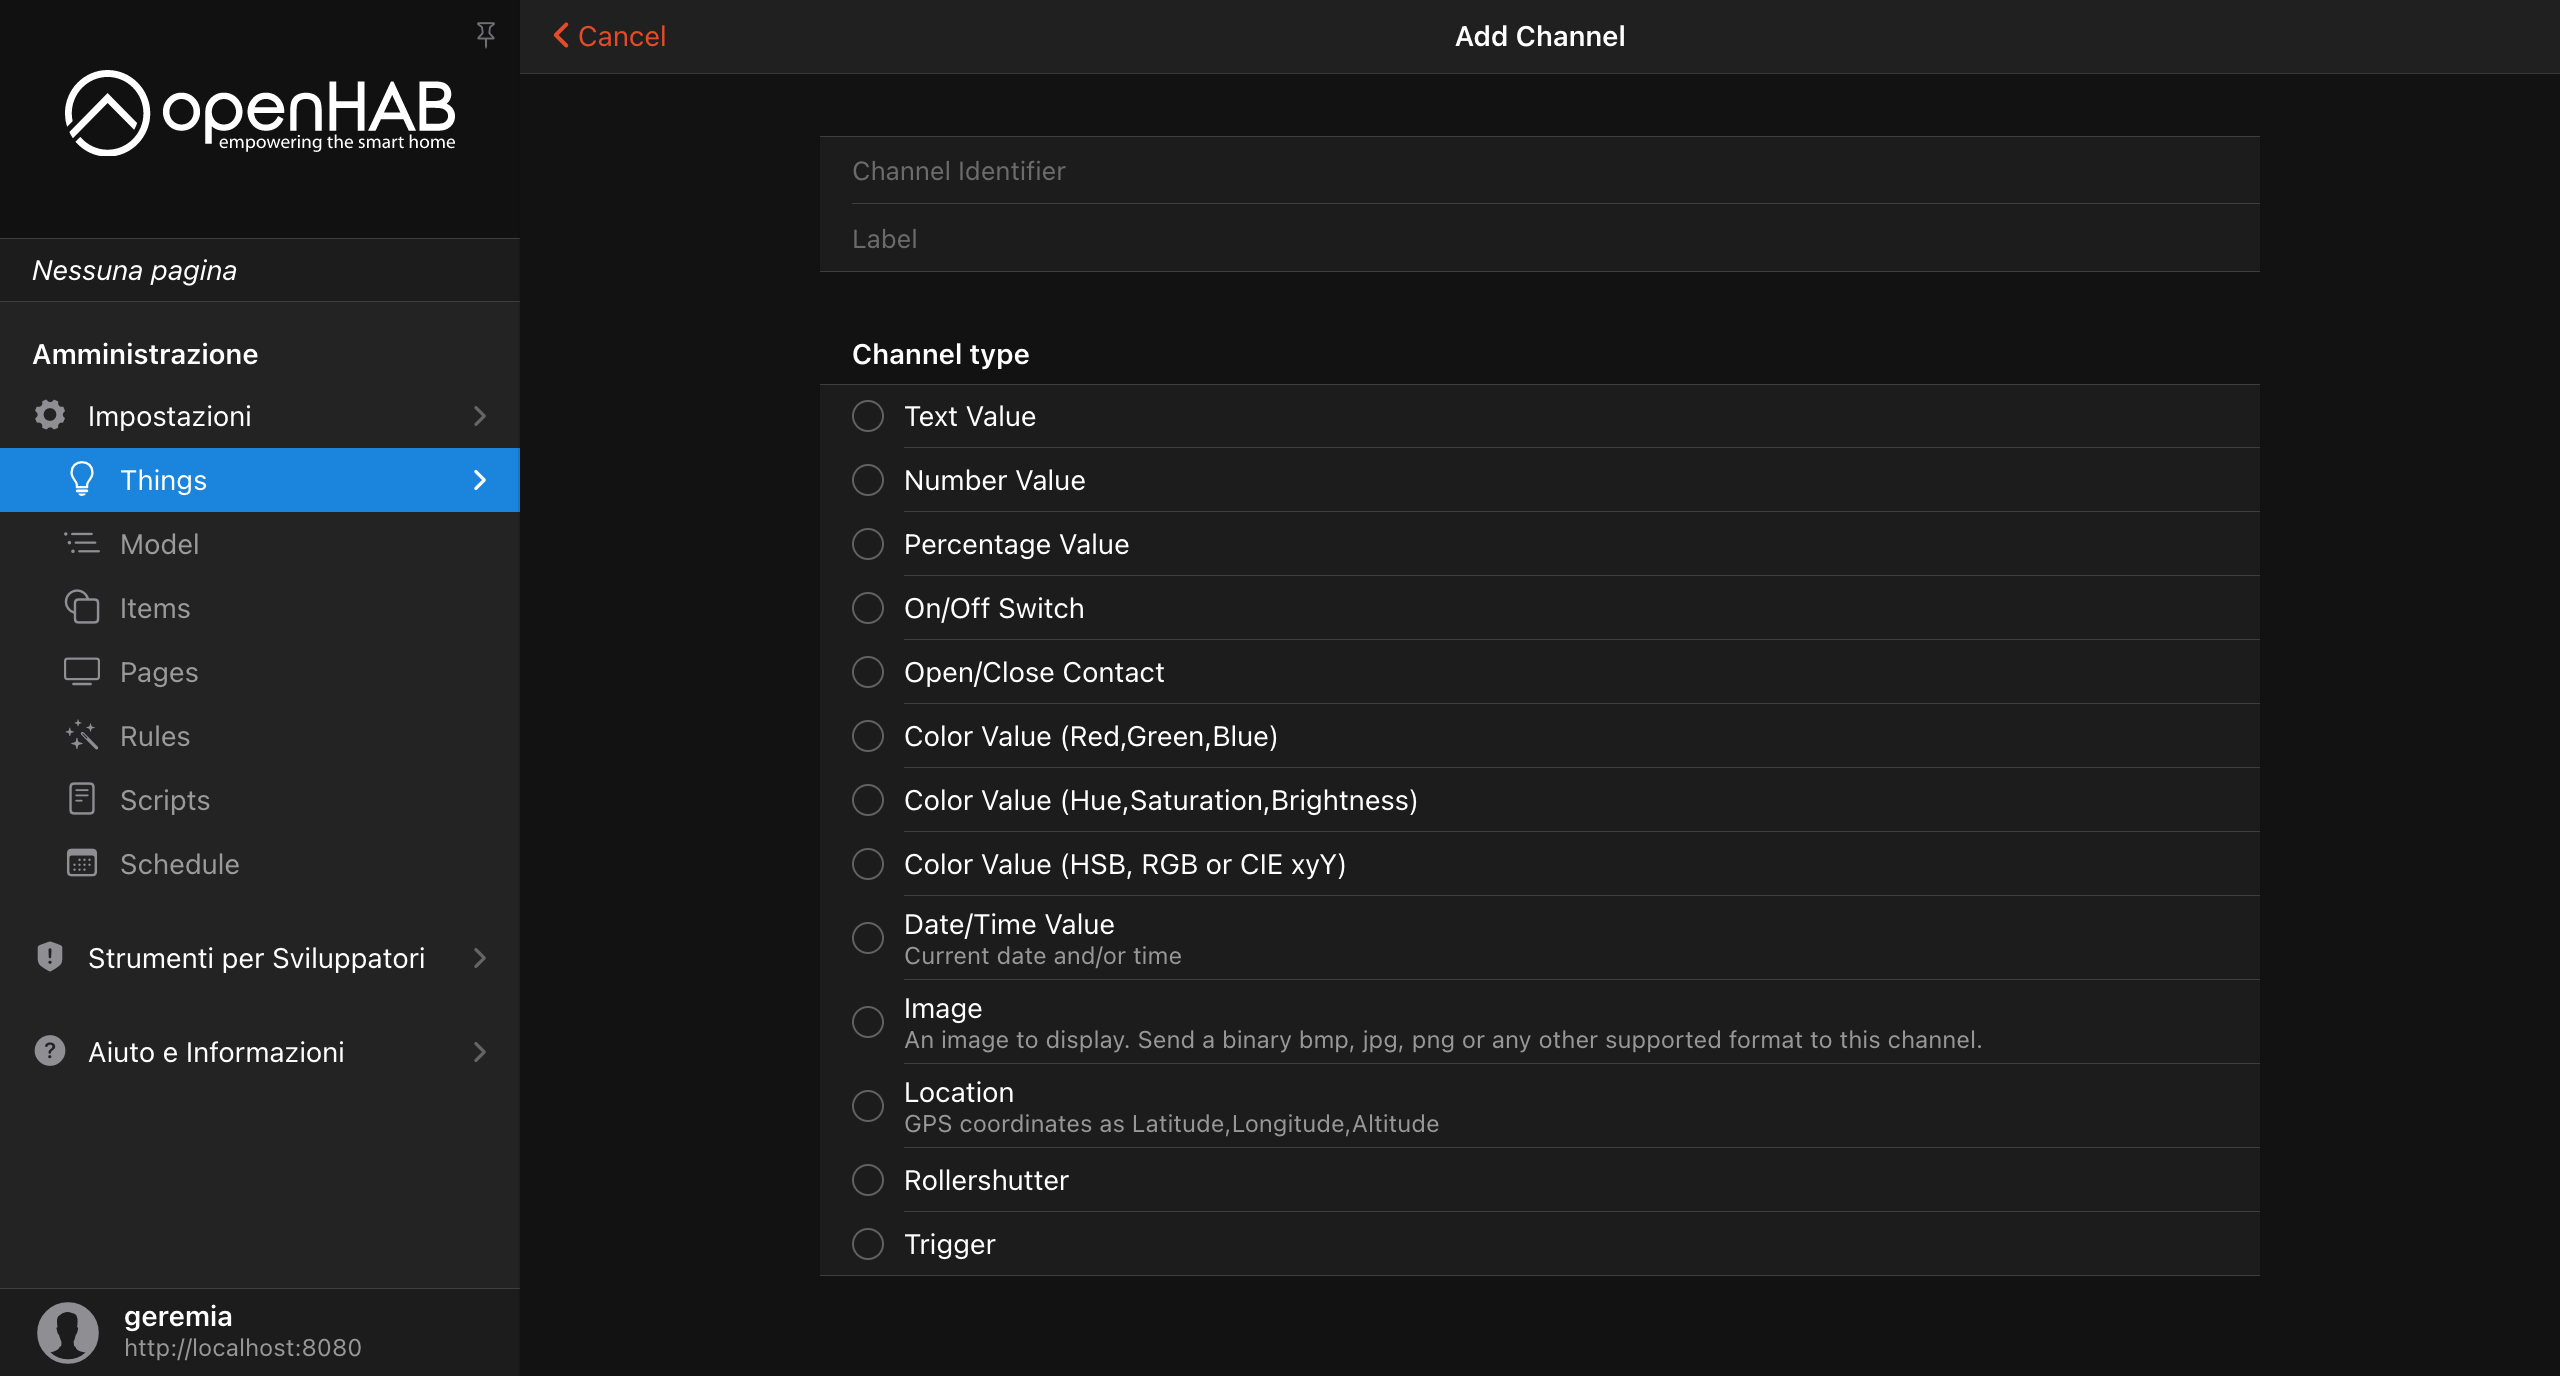 openHAB
empowering the smart home
Nessuna pagina
Amministrazione
Impostazioni
Things
Model
Items
Pages
Rules
Scripts
Schedule
Strumenti per Sviluppatori
Aiuto e Informazioni
geremia
http://localhost:8080
Cancel
Add Channel
Channel Identifier
Label
Channel type
Text Value
Number Value
Percentage Value
On/Off Switch
Open/Close Contact
Color Value (Red,Green,Blue)
Color Value (Hue,Saturation,Brightness)
Color Value (HSB, RGB or CIE xyY)
Date/Time Value
Current date and/or time
Image
An image to display. Send a binary bmp, jpg, png or any other supported format to this channel.
Location
GPS coordinates as Latitude,Longitude,Altitude
Rollershutter
Trigger